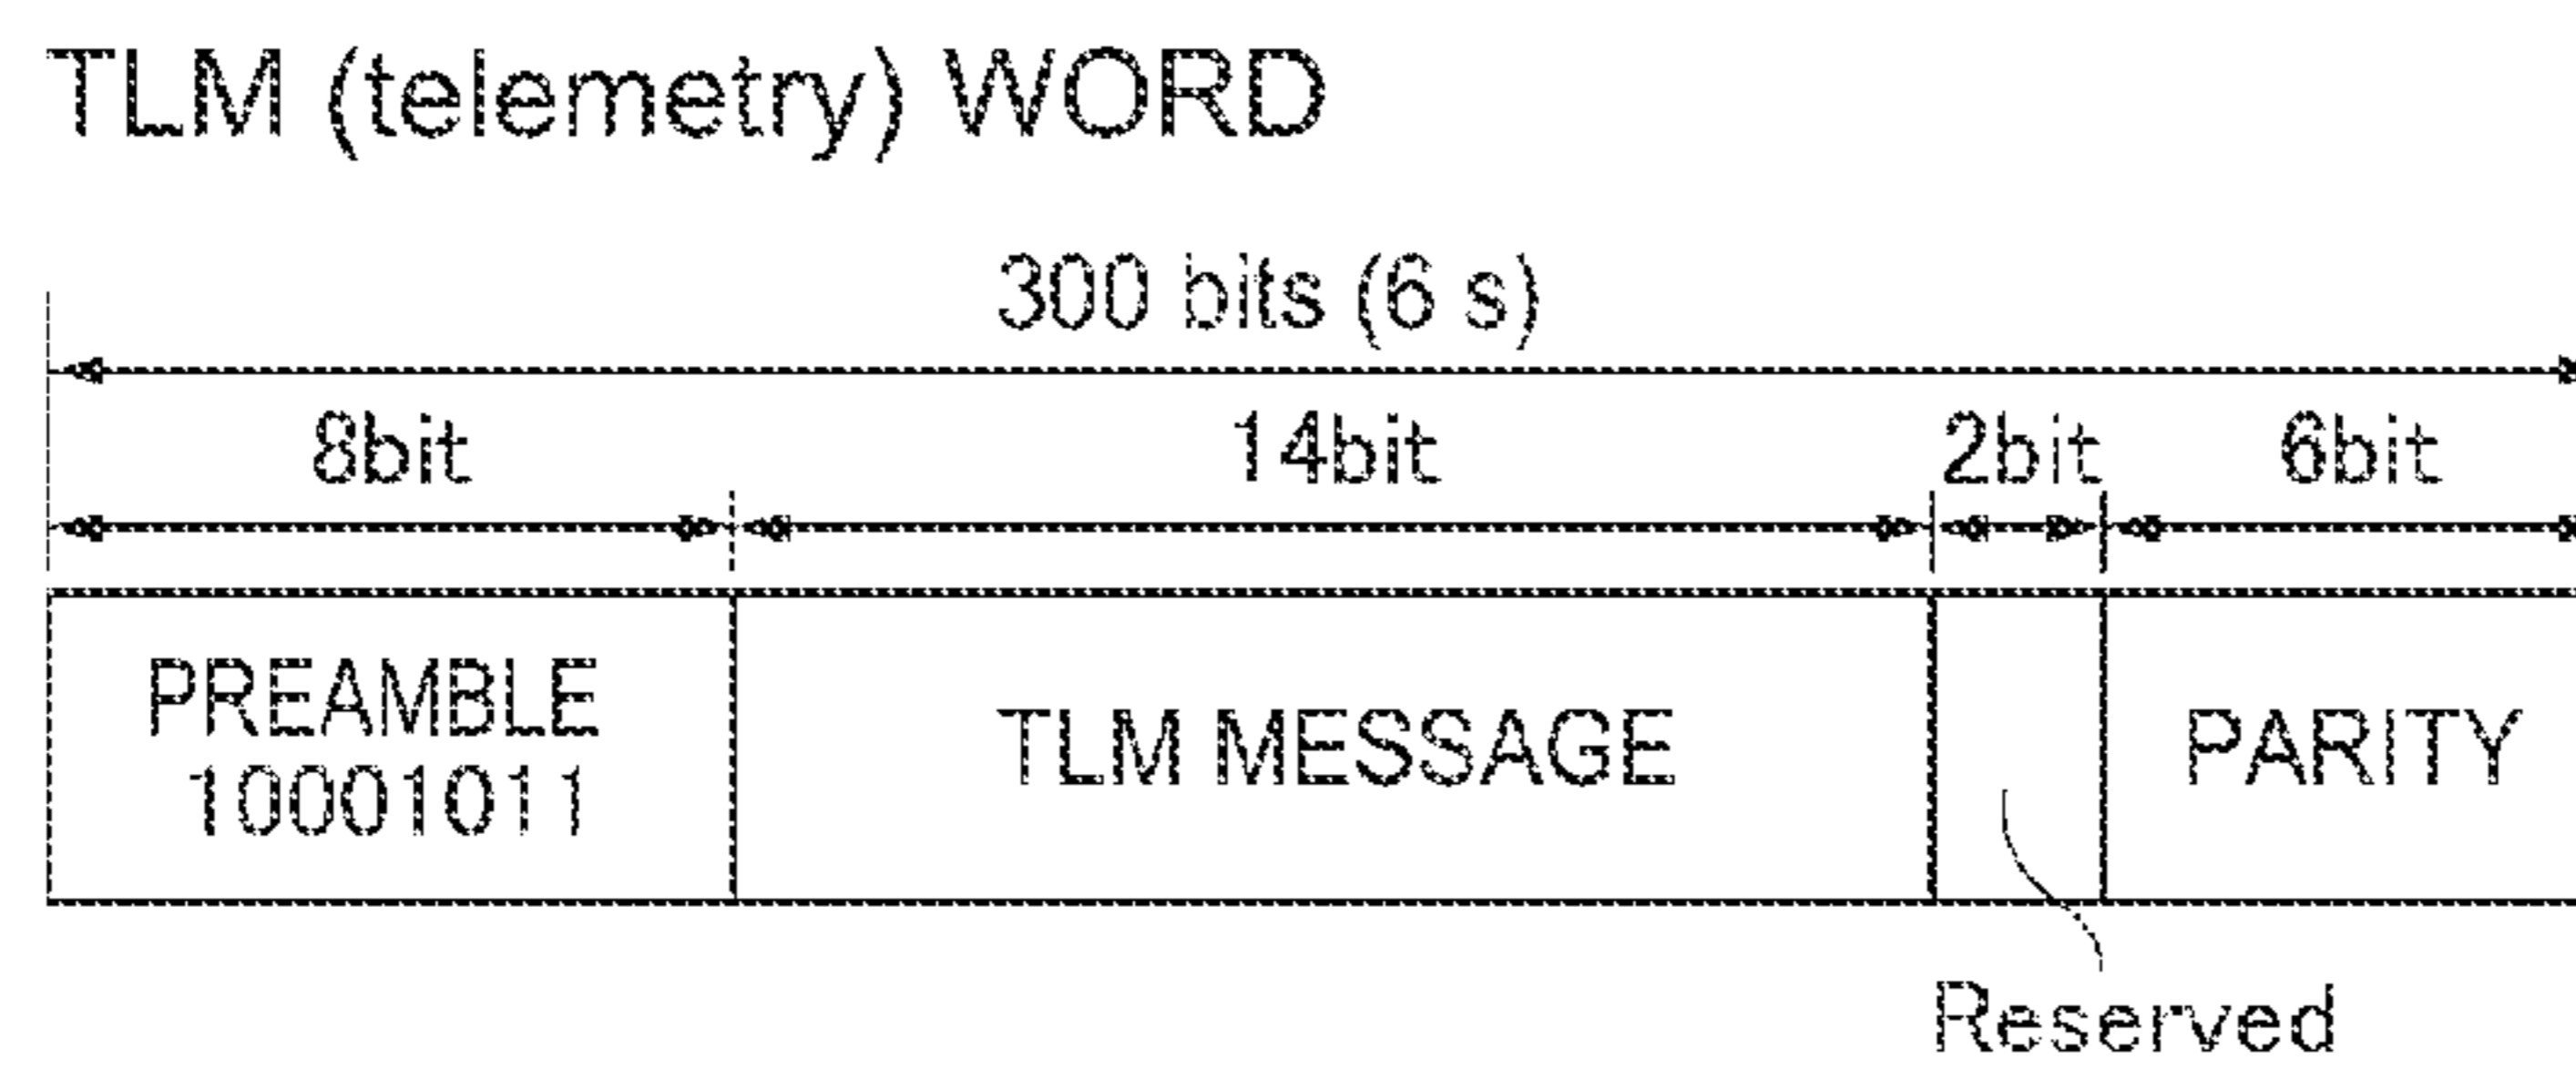 TLM (telemetry) WORD
300 bits (6 s)
8bit 14bit 2bit 6bit
PREAMBLE
10001011
TLM MESSAGE
PARITY
Reserved